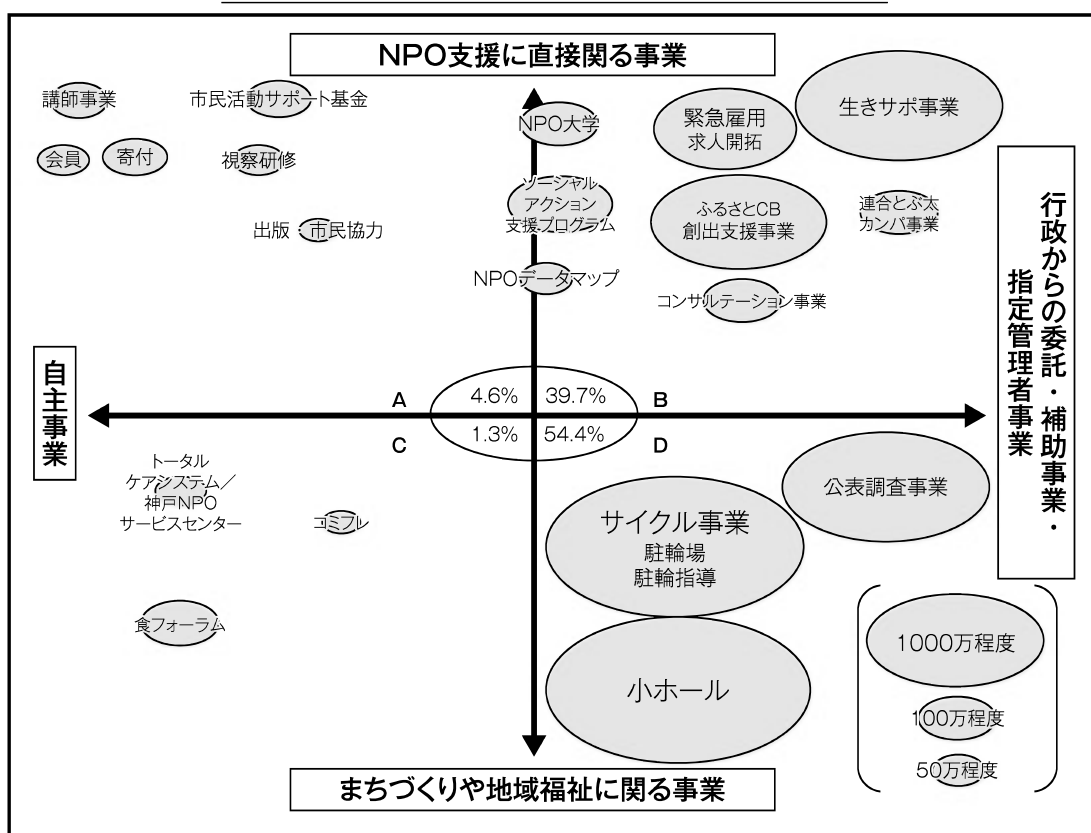 NPO支援に直接関る事業
講師事業
市民活動サポート基金
会員
寄付
視察研修
出版・市民協力
NPO大学
ソーシャル
アクション
支援プログラム
NPOデータマップ
緊急雇用
求人開拓
生きサポ事業
ふるさとCB
創出支援事業
連合とぶ太
カンパ事業
コンサルテーション事業
行政からの委託・補助事業・
指定管理者事業
自主事業
A
4.6%
39.7%
B
C
1.3%
54.4%
D
トータル
ケアシステム／
神戸NPO
サービスセンター
コミフレ
食フォーラム
公表調査事業
サイクル事業
駐輪場
駐輪指導
小ホール
1000万程度
100万程度
50万程度
まちづくりや地域福祉に関る事業